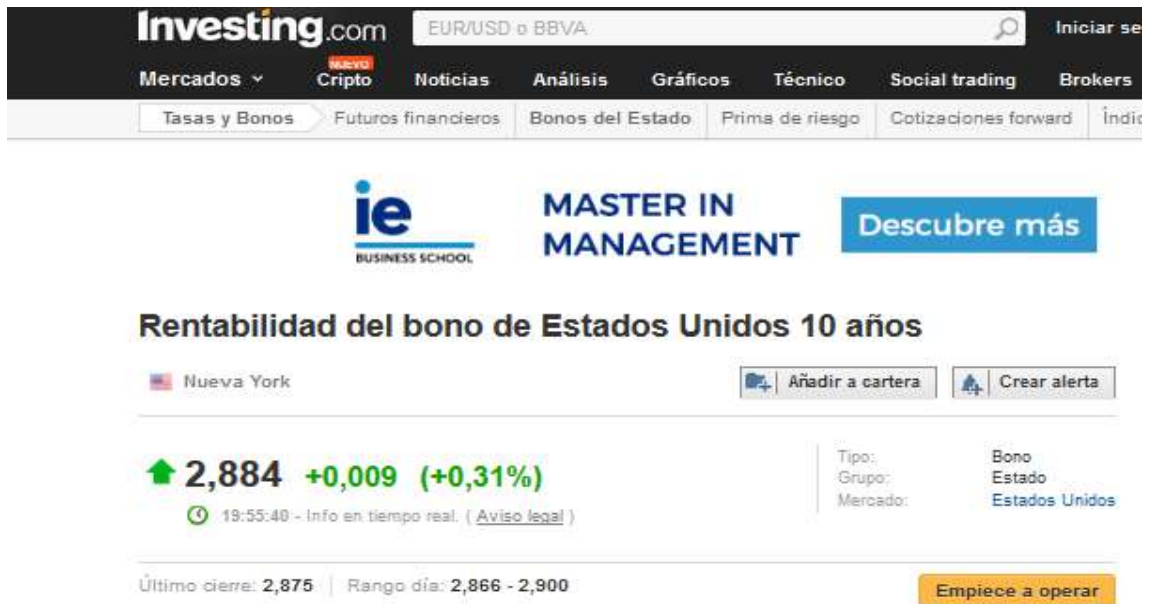 Investing.com EUR/USD o BBVA Iniciar se
NUEVO
Mercados Cripto Noticias Análisis Gráficos Técnico Social trading Brokers
Tasas y Bonos Futuros financieros Bonos del Estado Prima de riesgo Cotizaciones forward Índic
ie
BUSINESS SCHOOL
MASTER IN
MANAGEMENT
Descubre más
Rentabilidad del bono de Estados Unidos 10 años
Nueva York Añadir a cartera Crear alerta
2,884 +0,009 (+0,31%)
19:55:40 - Info en tiempo real. ( Aviso legal )
Tipo: Bono
Grupo: Estado
Mercado: Estados Unidos
Último cierre: 2,875 Rango día: 2,866 - 2,900
Empiece a operar